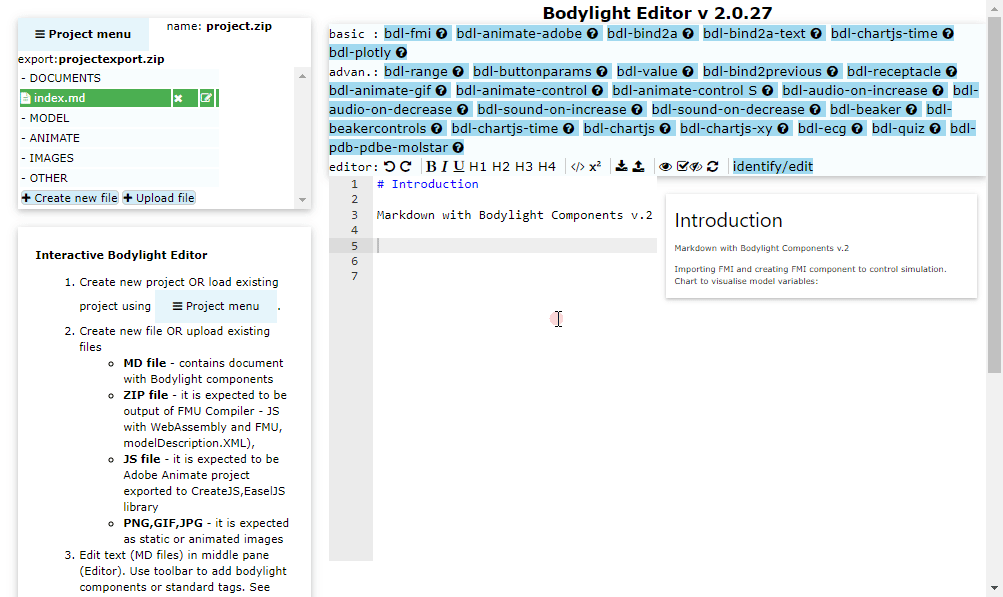 Bodylight Editor v 2.0.27
☰ Project menu
name: project.zip
export:projectexport.zip
- DOCUMENTS
index.md
- MODEL
- ANIMATE
- IMAGES
- OTHER
+ Create new file + Upload file
basic : bdl-fmi ? bdl-animate-adobe ? bdl-bind2a ? bdl-bind2a-text ? bdl-chartjs-time ?
bdl-plotly ?
advan.: bdl-range ? bdl-buttonparams ? bdl-value ? bdl-bind2previous ? bdl-receptacle ?
bdl-animate-gif ? bdl-animate-control ? bdl-animate-control S ? bdl-audio-on-increase ? bdl-
audio-on-decrease ? bdl-sound-on-increase ? bdl-sound-on-decrease ? bdl-beaker ? bdl-
beakercontrols ? bdl-chartjs-time ? bdl-chartjs ? bdl-chartjs-xy ? bdl-ecg ? bdl-quiz ? bdl-
pdb-pdbe-molstar ?
editor: B I U H1 H2 H3 H4 </> x² identify/edit
1 # Introduction
2
3 Markdown with Bodylight Components v.2
4
5
6
7
Introduction
Markdown with Bodylight Components v.2
Importing FMI and creating FMI component to control simulation.
Chart to visualise model variables:
Interactive Bodylight Editor
1. Create new project OR load existing
project using ☰ Project menu .
2. Create new file OR upload existing
files
MD file - contains document
with Bodylight components
ZIP file - it is expected to be
output of FMU Compiler - JS
with WebAssembly and FMU,
modelDescription.XML),
JS file - it is expected to be
Adobe Animate project
exported to CreateJS,EaselJS
library
PNG,GIF,JPG - it is expected
as static or animated images
3. Edit text (MD files) in middle pane
(Editor). Use toolbar to add bodylight
components or standard tags. See